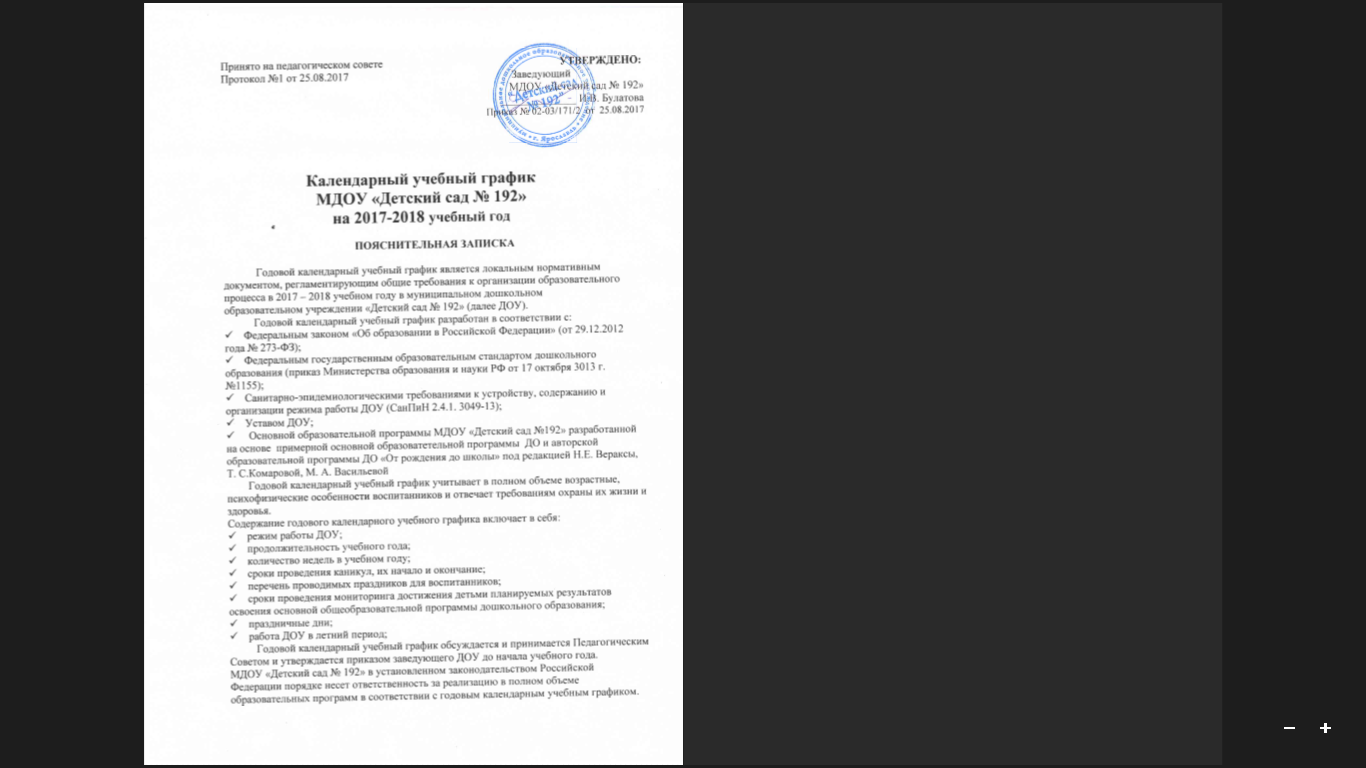 Принято на педагогическом совете
Протокол №1 от 25.08.2017
УТВЕРЖДЕНО:
Заведующий
МДОУ «Детский сад № 192»
И.В. Булатова
Приказ № 02-03/171/2 от 25.08.2017
"Детский сад
№ 192"
г. Ярославль
Календарный учебный график
МДОУ «Детский сад № 192»
на 2017-2018 учебный год
ПОЯСНИТЕЛЬНАЯ ЗАПИСКА
Годовой календарный учебный график является локальным нормативным
документом, регламентирующим общие требования к организации образовательного
процесса в 2017 – 2018 учебном году в муниципальном дошкольном
образовательном учреждении «Детский сад № 192» (далее ДОУ).
Годовой календарный учебный график разработан в соответствии с:
✓ Федеральным законом «Об образовании в Российской Федерации» (от 29.12.2012
года № 273-ФЗ);
✓ Федеральным государственным образовательным стандартом дошкольного
образования (приказ Министерства образования и науки РФ от 17 октября 3013 г.
№1155);
✓ Санитарно-эпидемиологическими требованиями к устройству, содержанию и
организации режима работы ДОУ (СанПиН 2.4.1. 3049-13);
✓ Уставом ДОУ;
✓ Основной образовательной программы МДОУ «Детский сад №192» разработанной
на основе примерной основной образовательной программы ДО и авторской
образовательной программы ДО «От рождения до школы» под редакцией Н.Е. Вераксы,
Т. С.Комаровой, М. А. Васильевой
Годовой календарный учебный график учитывает в полном объеме возрастные,
психофизические особенности воспитанников и отвечает требованиям охраны их жизни и
здоровья.
Содержание годового календарного учебного графика включает в себя:
✓ режим работы ДОУ;
✓ продолжительность учебного года;
✓ количество недель в учебном году;
✓ сроки проведения каникул, их начало и окончание;
✓ перечень проводимых праздников для воспитанников;
✓ сроки проведения мониторинга достижения детьми планируемых результатов
освоения основной общеобразовательной программы дошкольного образования;
✓ праздничные дни;
✓ работа ДОУ в летний период;
Годовой календарный учебный график обсуждается и принимается Педагогическим
Советом и утверждается приказом заведующего ДОУ до начала учебного года.
МДОУ «Детский сад № 192» в установленном законодательством Российской
Федерации порядке несет ответственность за реализацию в полном объеме
образовательных программ в соответствии с годовым календарным учебным графиком.